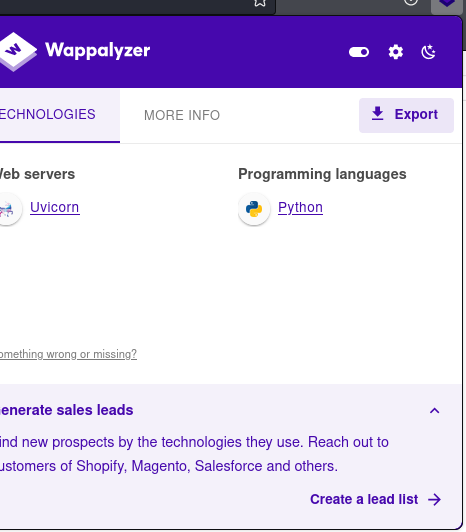 Wappalyzer
ECHNOLOGIES
MORE INFO
Export
Veb servers
Programming languages
Uvicorn
Python
omething wrong or missing?
enerate sales leads
ind new prospects by the technologies they use. Reach out to
ustomers of Shopify, Magento, Salesforce and others.
Create a lead list